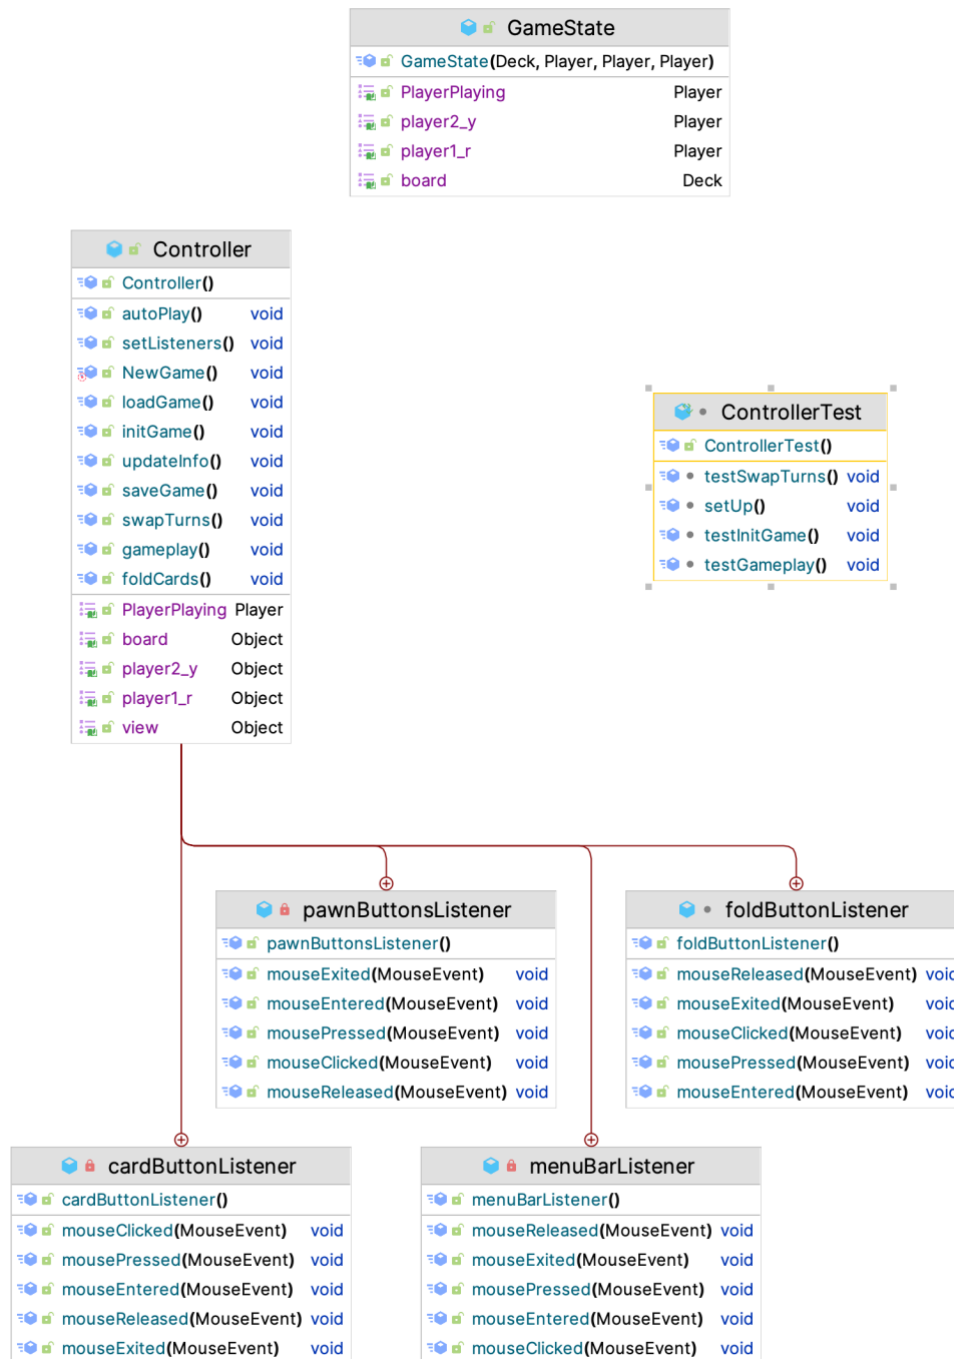 GameState
GameState(Deck, Player, Player, Player)
PlayerPlaying Player
player2_y Player
player1_r Player
board Deck
Controller
Controller()
autoPlay() void
setListeners() void
NewGame() void
loadGame() void
initGame() void
updateInfo() void
saveGame() void
swapTurns() void
gameplay() void
foldCards() void
PlayerPlaying Player
board Object
player2_y Object
player1_r Object
view Object
ControllerTest
ControllerTest()
testSwapTurns() void
setUp() void
testInitGame() void
testGameplay() void
pawnButtonsListener
pawnButtonsListener()
mouseExited(MouseEvent) void
mouseEntered(MouseEvent) void
mousePressed(MouseEvent) void
mouseClicked(MouseEvent) void
mouseReleased(MouseEvent) void
foldButtonListener
foldButtonListener()
mouseReleased(MouseEvent) void
mouseExited(MouseEvent) void
mouseClicked(MouseEvent) void
mousePressed(MouseEvent) void
mouseEntered(MouseEvent) void
cardButtonListener
cardButtonListener()
mouseClicked(MouseEvent) void
mousePressed(MouseEvent) void
mouseEntered(MouseEvent) void
mouseReleased(MouseEvent) void
mouseExited(MouseEvent) void
menuBarListener
menuBarListener()
mouseReleased(MouseEvent) void
mouseExited(MouseEvent) void
mousePressed(MouseEvent) void
mouseEntered(MouseEvent) void
mouseClicked(MouseEvent) void